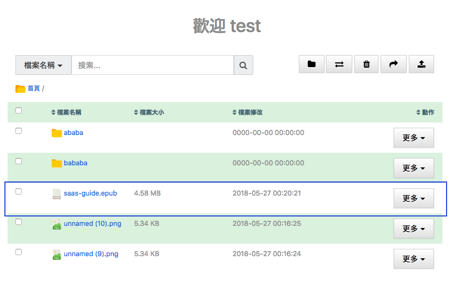 歡迎 test
檔案名稱 搜索...
首頁 /
檔案名稱 檔案大小 檔案修改 動作
ababa 0000-00-00 00:00:00 更多
bababa 0000-00-00 00:00:00 更多
saas-guide.epub 4.58 MB 2018-05-27 00:20:21 更多
unnamed (10).png 5.34 KB 2018-05-27 00:16:25 更多
unnamed (9).png 5.34 KB 2018-05-27 00:16:24 更多